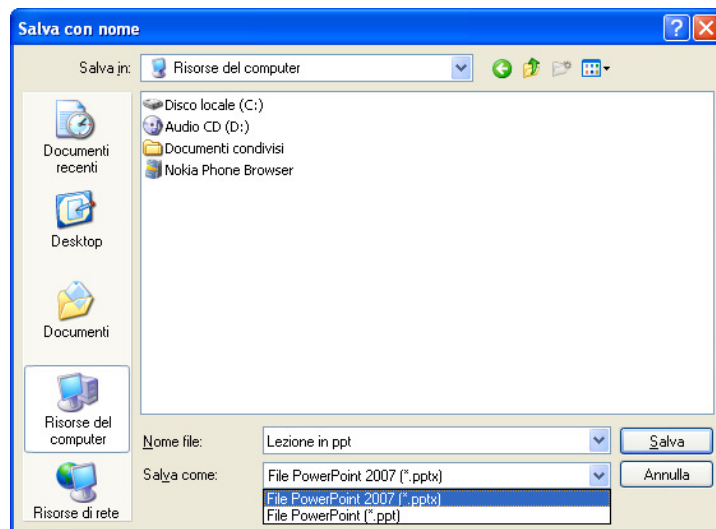 Salva con nome
Salva in: Risorse del computer
Documenti
recenti
Desktop
Documenti
Risorse del
computer
Risorse di rete
Disco locale (C:)
Audio CD (D:)
Documenti condivisi
Nokia Phone Browser
Nome file: Lezione in ppt Salva
Salva come: File PowerPoint 2007 (*.pptx) Annulla
File PowerPoint 2007 (*.pptx)
File PowerPoint (*.ppt)